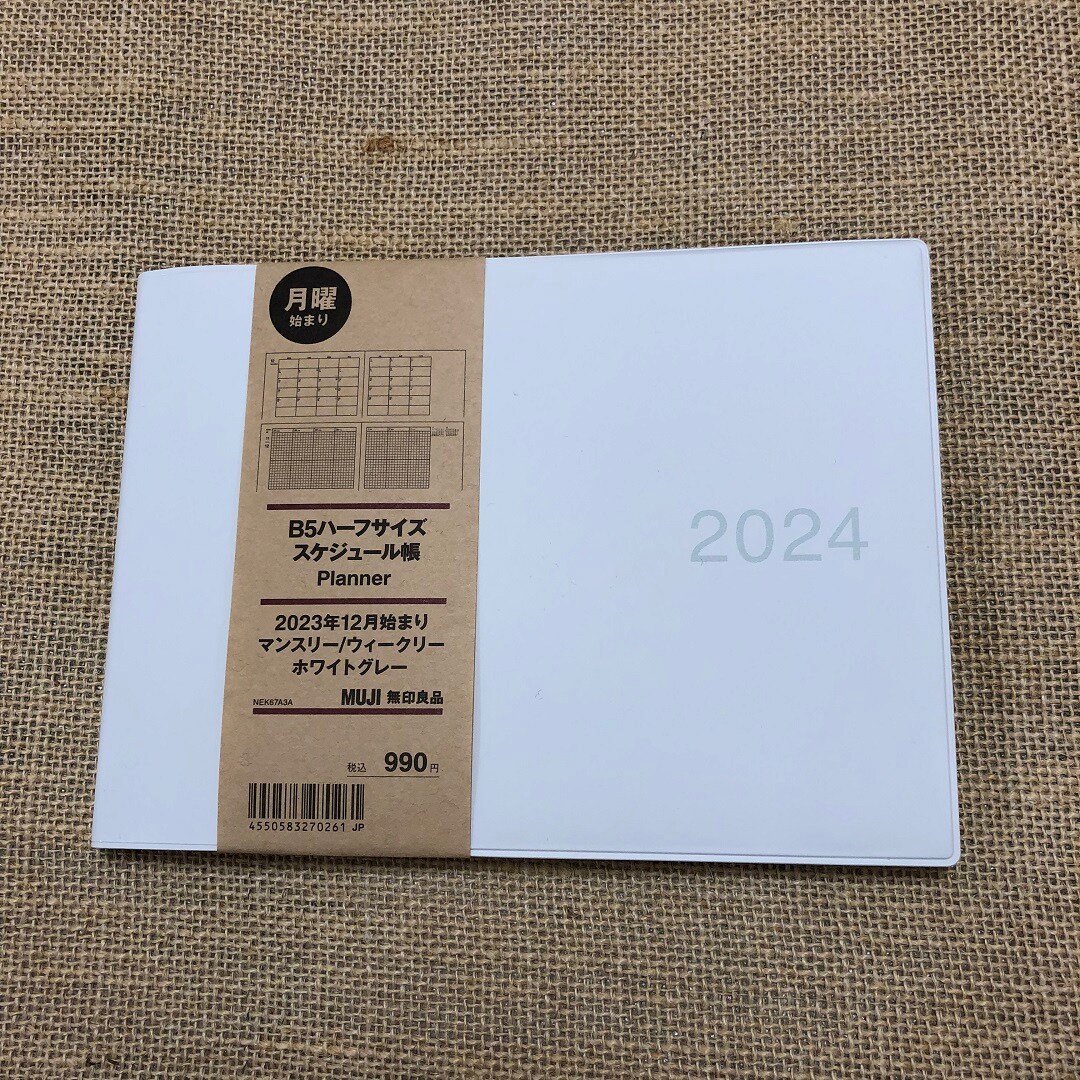 月曜
始まり
B5ハーフサイズ
スケジュール帳
Planner
2023年12月始まり
マンスリー/ウィークリー
ホワイトグレー
NEK67A3A MUJI 無印良品
税込 990円
4550583270261 JP
2024